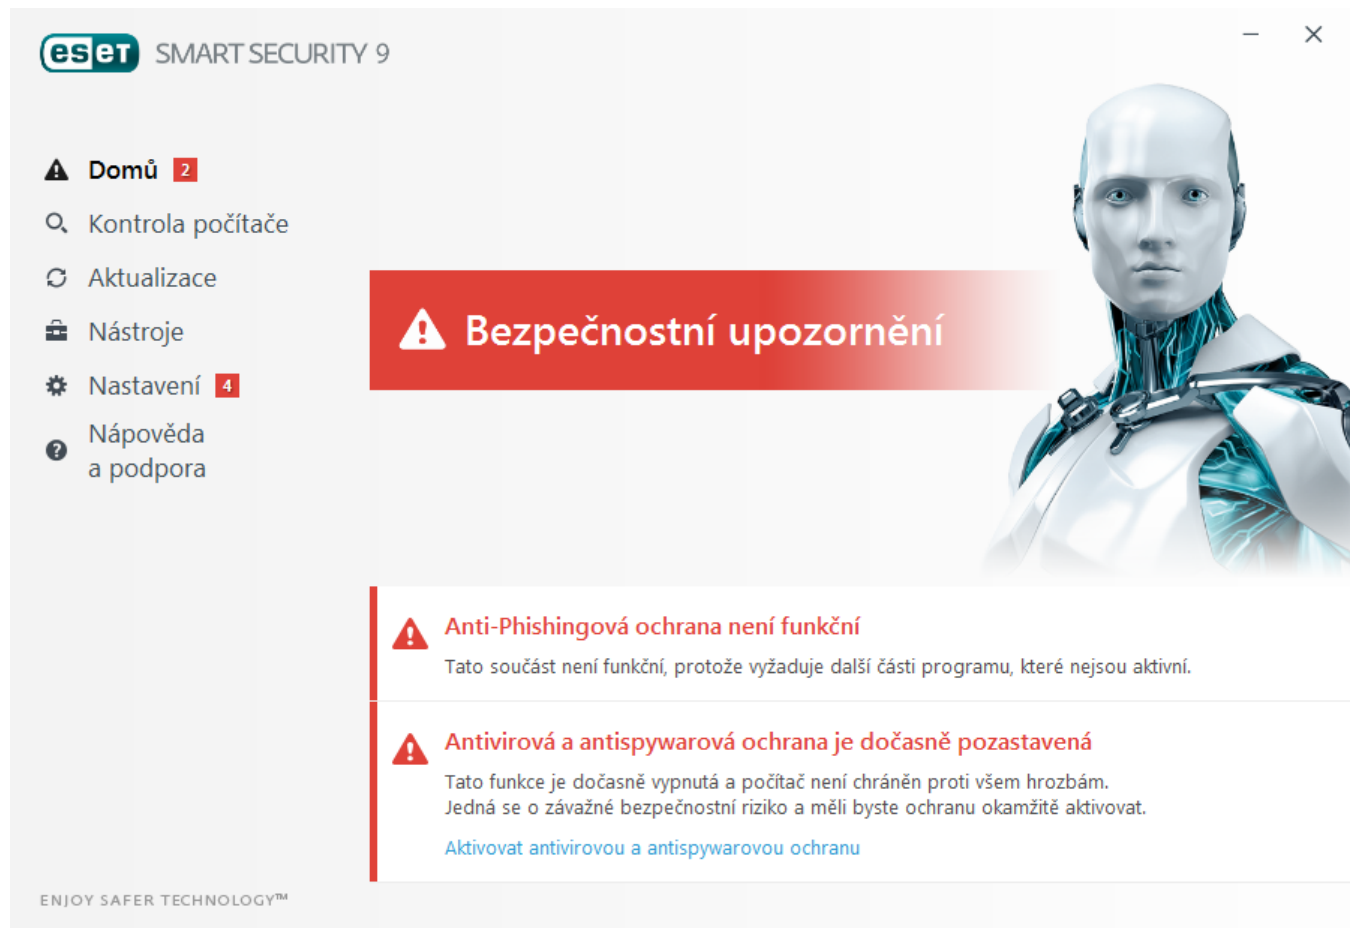 eset SMART SECURITY 9
Domů 2
Kontrola počítače
Aktualizace
Nástroje
Nastavení 4
Nápověda
a podpora
Bezpečnostní upozornění
Anti-Phishingová ochrana není funkční
Tato součást není funkční, protože vyžaduje další části programu, které nejsou aktivní.
Antivirová a antispywarová ochrana je dočasně pozastavená
Tato funkce je dočasně vypnutá a počítač není chráněn proti všem hrozbám.
Jedná se o závažné bezpečnostní riziko a měli byste ochranu okamžitě aktivovat.
Aktivovat antivirovou a antispywarovou ochranu
ENJOY SAFER TECHNOLOGY™